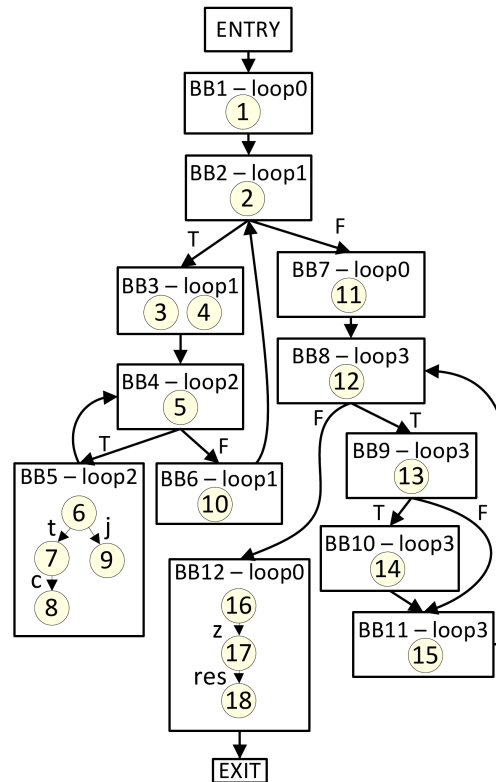 ENTRY
BB1 – loop0
1
BB2 – loop1
2
T
F
BB3 – loop1
3 4
BB7 – loop0
11
BB4 – loop2
5
BB8 – loop3
12
T
F
F
T
BB5 – loop2
6
t
j
7
9
c
8
BB6 – loop1
10
BB9 – loop3
13
T
F
BB10 – loop3
14
BB12 – loop0
16
z
17
res
18
BB11 – loop3
15
EXIT